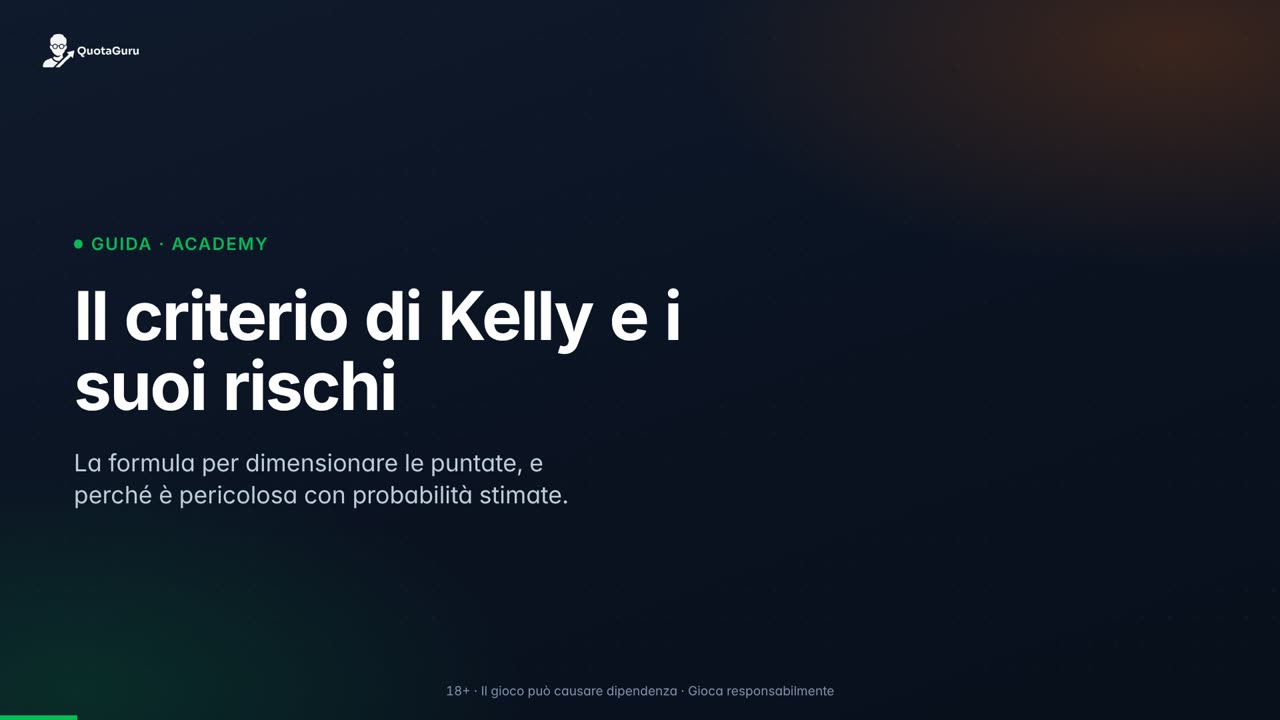 QuotaGuru
GUIDA · ACADEMY
Il criterio di Kelly e i
suoi rischi
La formula per dimensionare le puntate, e
perché è pericolosa con probabilità stimate.
18+ · Il gioco può causare dipendenza · Gioca responsabilmente